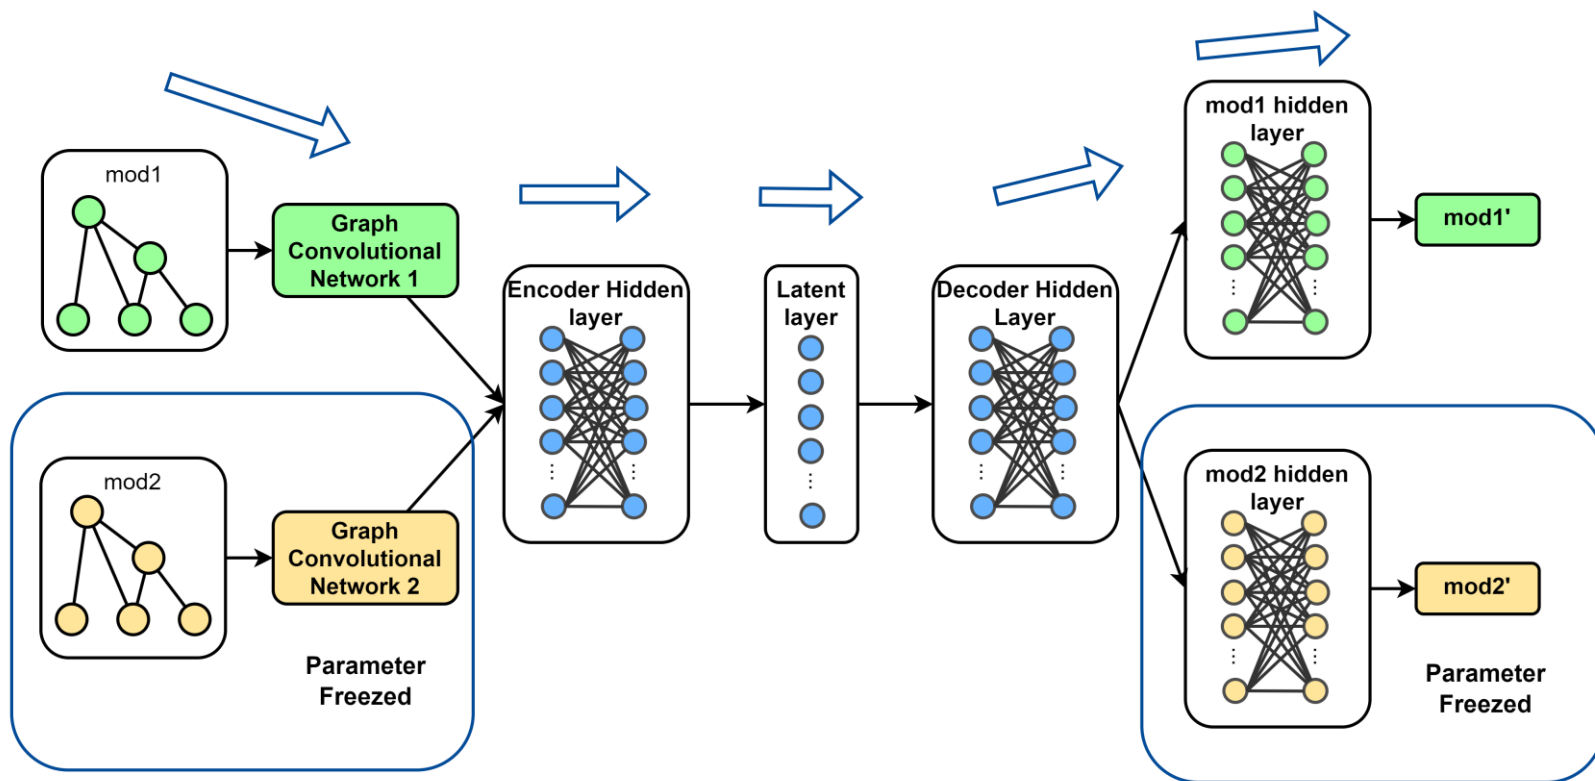 mod1
Graph
Convolutional
Network 1
mod2
Graph
Convolutional
Network 2
Parameter
Freezed
Encoder Hidden
layer
Latent
layer
Decoder Hidden
Layer
mod1 hidden
layer
mod1'
mod2 hidden
layer
mod2'
Parameter
Freezed